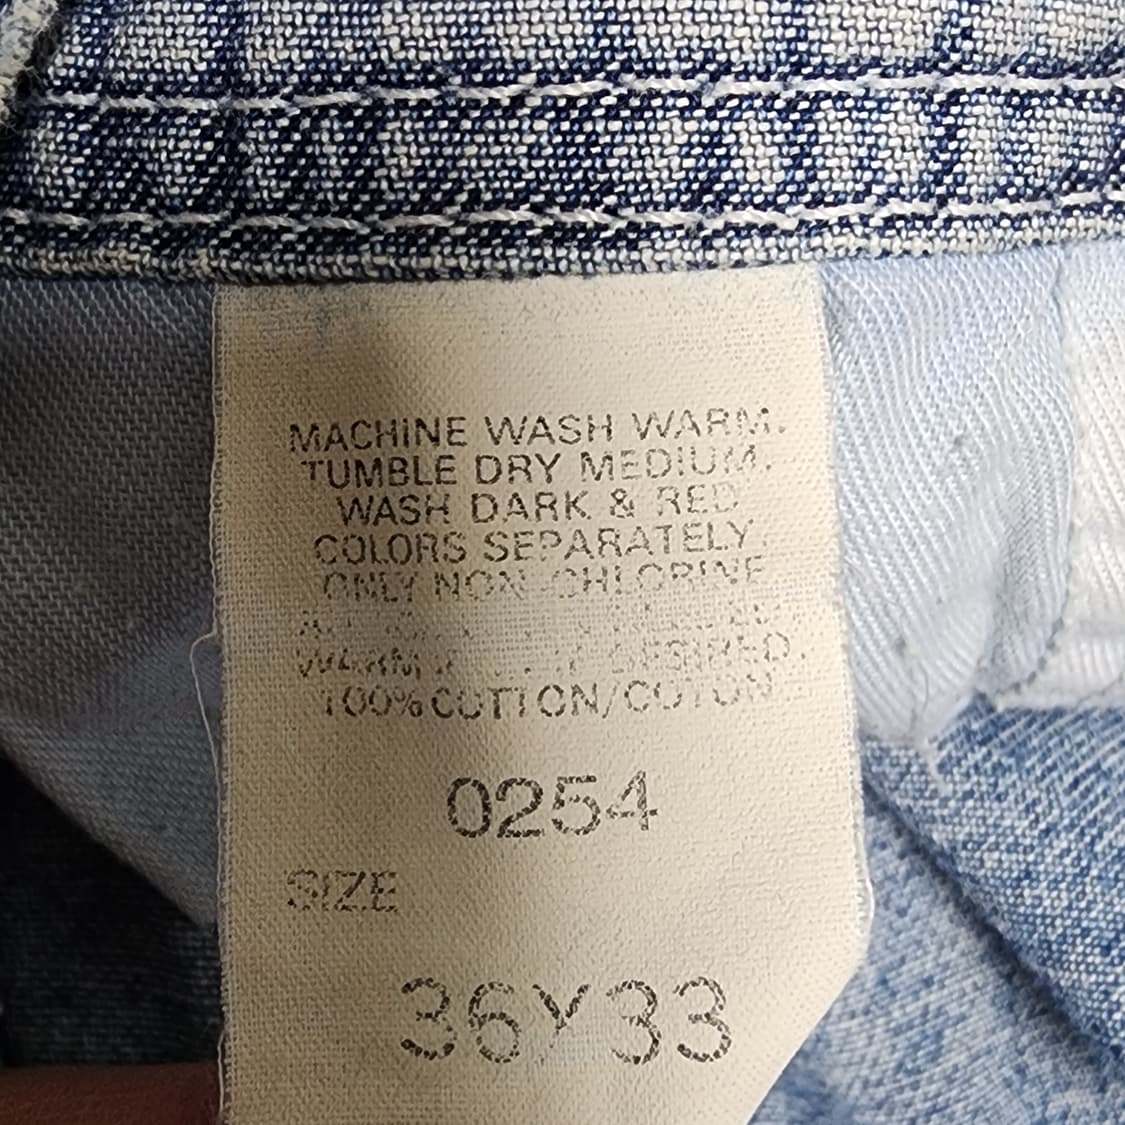 MACHINE WASH WARM.
TUMBLE DRY MEDIUM.
WASH DARK & RED
COLORS SEPARATELY.
ONLY NON-CHLORINE
WARM DESIRED.
100% COTTON/COTON
0254
SIZE
36X33